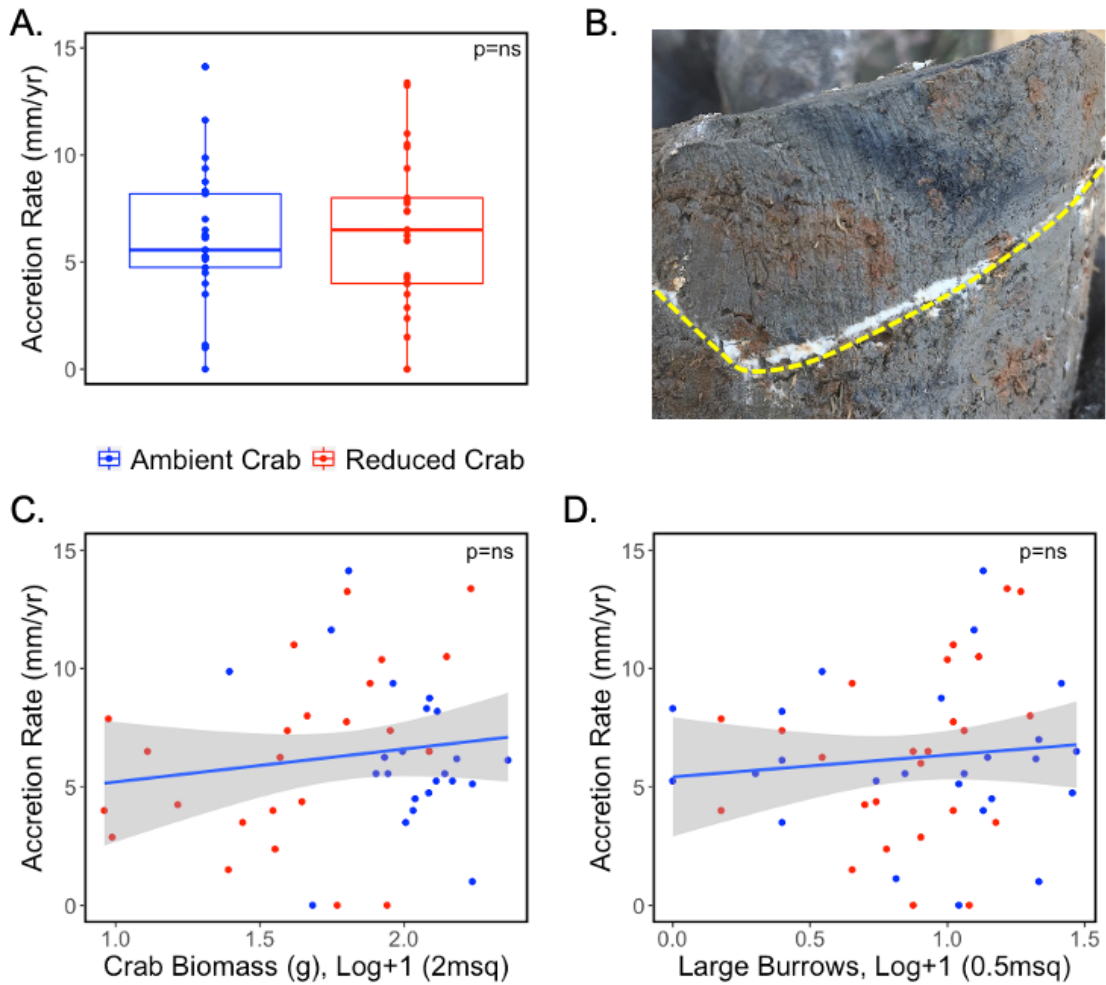 A.
B.
15
10
5
0
Accretion Rate (mm/yr)
p=ns
Ambient Crab Reduced Crab
C.
D.
15
10
5
0
Accretion Rate (mm/yr)
p=ns
1.0 1.5 2.0
Crab Biomass (g), Log+1 (2msq)
15
10
5
0
Accretion Rate (mm/yr)
p=ns
0.0 0.5 1.0 1.5
Large Burrows, Log+1 (0.5msq)